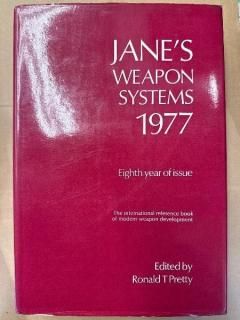 JANE'S
WEAPON
SYSTEMS
1977
Eighth year of issue
The international reference book
of modern weapon development
Edited by
Ronald T Pretty